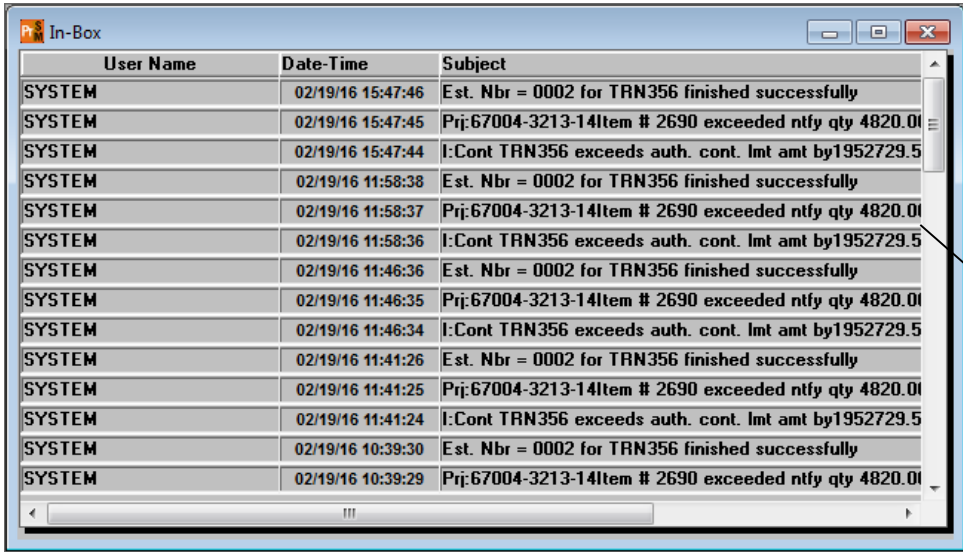 In-Box
User Name Date-Time Subject
SYSTEM 02/19/16 15:47:46 Est. Nbr = 0002 for TRN356 finished successfully
SYSTEM 02/19/16 15:47:45 Prj:67004-3213-14Item # 2690 exceeded ntfy qty 4820.00
SYSTEM 02/19/16 15:47:44 I:Cont TRN356 exceeds auth. cont. lmt amt by1952729.5
SYSTEM 02/19/16 11:58:38 Est. Nbr = 0002 for TRN356 finished successfully
SYSTEM 02/19/16 11:58:37 Prj:67004-3213-14Item # 2690 exceeded ntfy qty 4820.00
SYSTEM 02/19/16 11:58:36 I:Cont TRN356 exceeds auth. cont. lmt amt by1952729.5
SYSTEM 02/19/16 11:46:36 Est. Nbr = 0002 for TRN356 finished successfully
SYSTEM 02/19/16 11:46:35 Prj:67004-3213-14Item # 2690 exceeded ntfy qty 4820.00
SYSTEM 02/19/16 11:46:34 I:Cont TRN356 exceeds auth. cont. lmt amt by1952729.5
SYSTEM 02/19/16 11:41:26 Est. Nbr = 0002 for TRN356 finished successfully
SYSTEM 02/19/16 11:41:25 Prj:67004-3213-14Item # 2690 exceeded ntfy qty 4820.00
SYSTEM 02/19/16 11:41:24 I:Cont TRN356 exceeds auth. cont. lmt amt by1952729.5
SYSTEM 02/19/16 10:39:30 Est. Nbr = 0002 for TRN356 finished successfully
SYSTEM 02/19/16 10:39:29 Prj:67004-3213-14Item # 2690 exceeded ntfy qty 4820.00